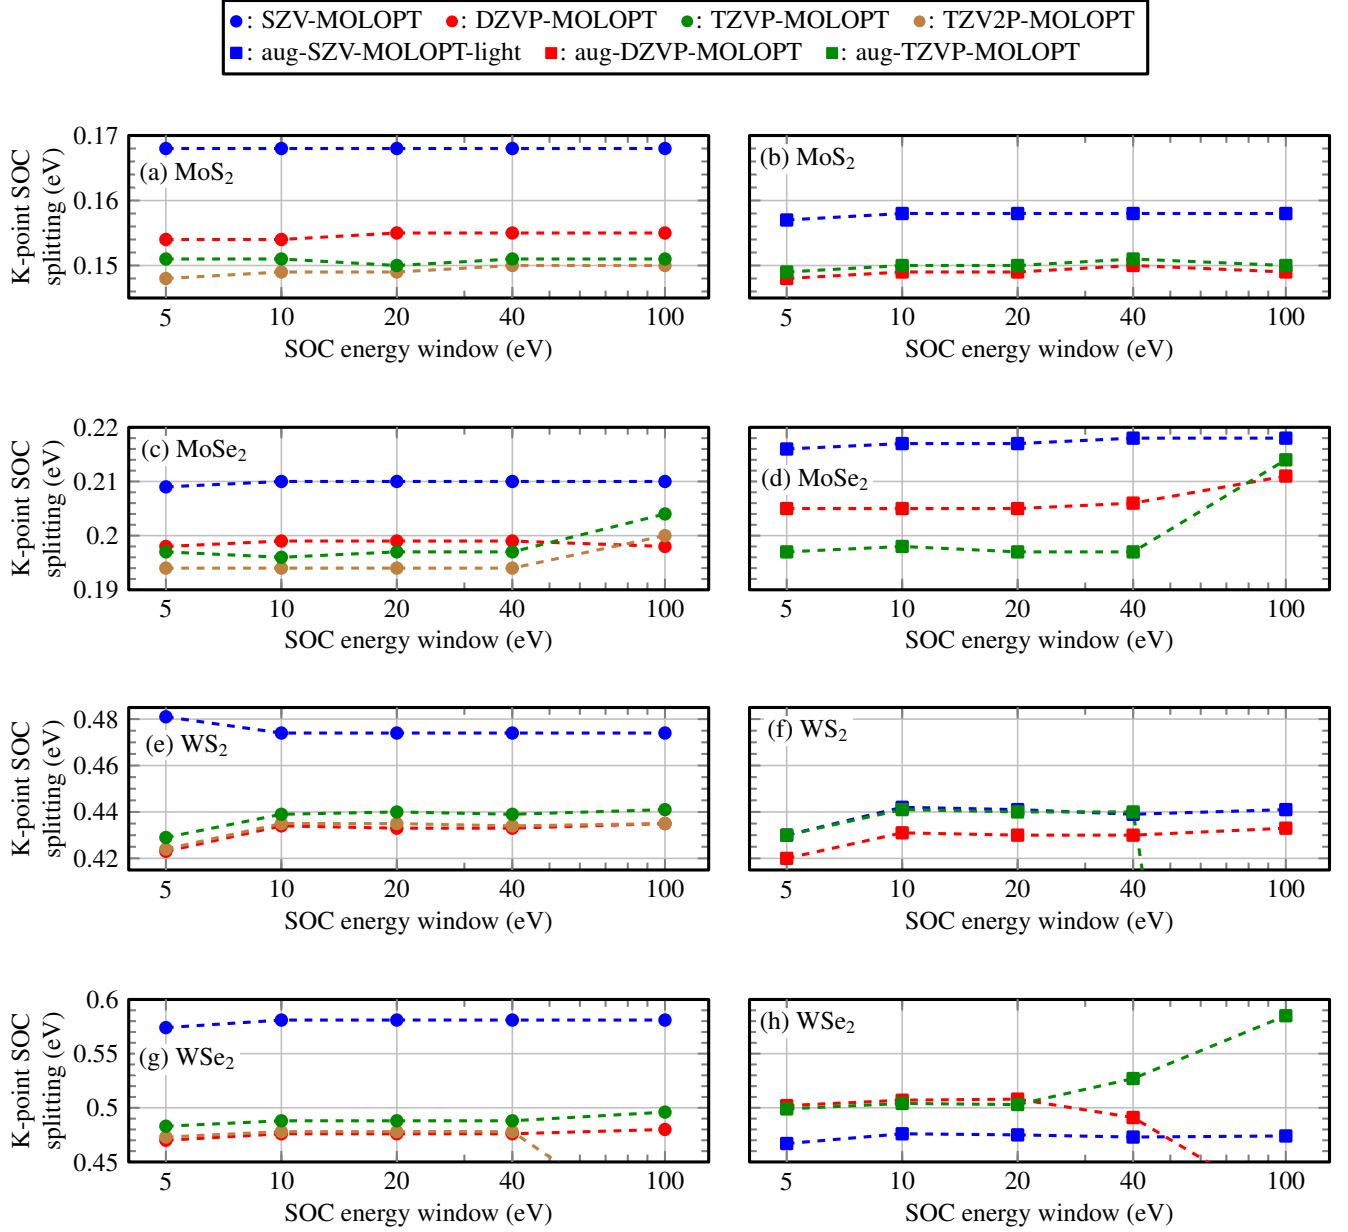 ●: SZV-MOLOPT ●: DZVP-MOLOPT ●: TZVP-MOLOPT ●: TZV2P-MOLOPT
■: aug-SZV-MOLOPT-light ■: aug-DZVP-MOLOPT ■: aug-TZVP-MOLOPT
K-point SOC
splitting (eV)
0.17
0.16
0.15
(a) MoS₂
5 10 20 40 100
SOC energy window (eV)
(b) MoS₂
5 10 20 40 100
SOC energy window (eV)
K-point SOC
splitting (eV)
0.22
0.21
0.2
0.19
(c) MoSe₂
5 10 20 40 100
SOC energy window (eV)
(d) MoSe₂
5 10 20 40 100
SOC energy window (eV)
K-point SOC
splitting (eV)
0.48
0.46
0.44
0.42
(e) WS₂
5 10 20 40 100
SOC energy window (eV)
(f) WS₂
5 10 20 40 100
SOC energy window (eV)
K-point SOC
splitting (eV)
0.6
0.55
0.5
0.45
(g) WSe₂
5 10 20 40 100
SOC energy window (eV)
(h) WSe₂
5 10 20 40 100
SOC energy window (eV)